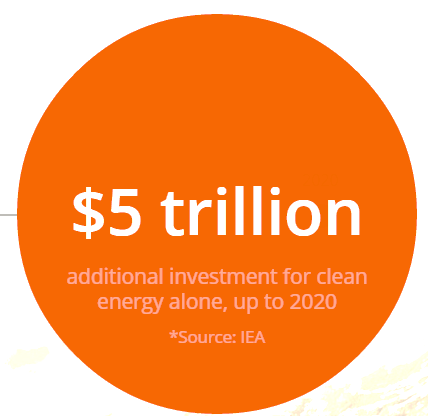 $5 trillion
additional investment for clean
energy alone, up to 2020
*Source: IEA